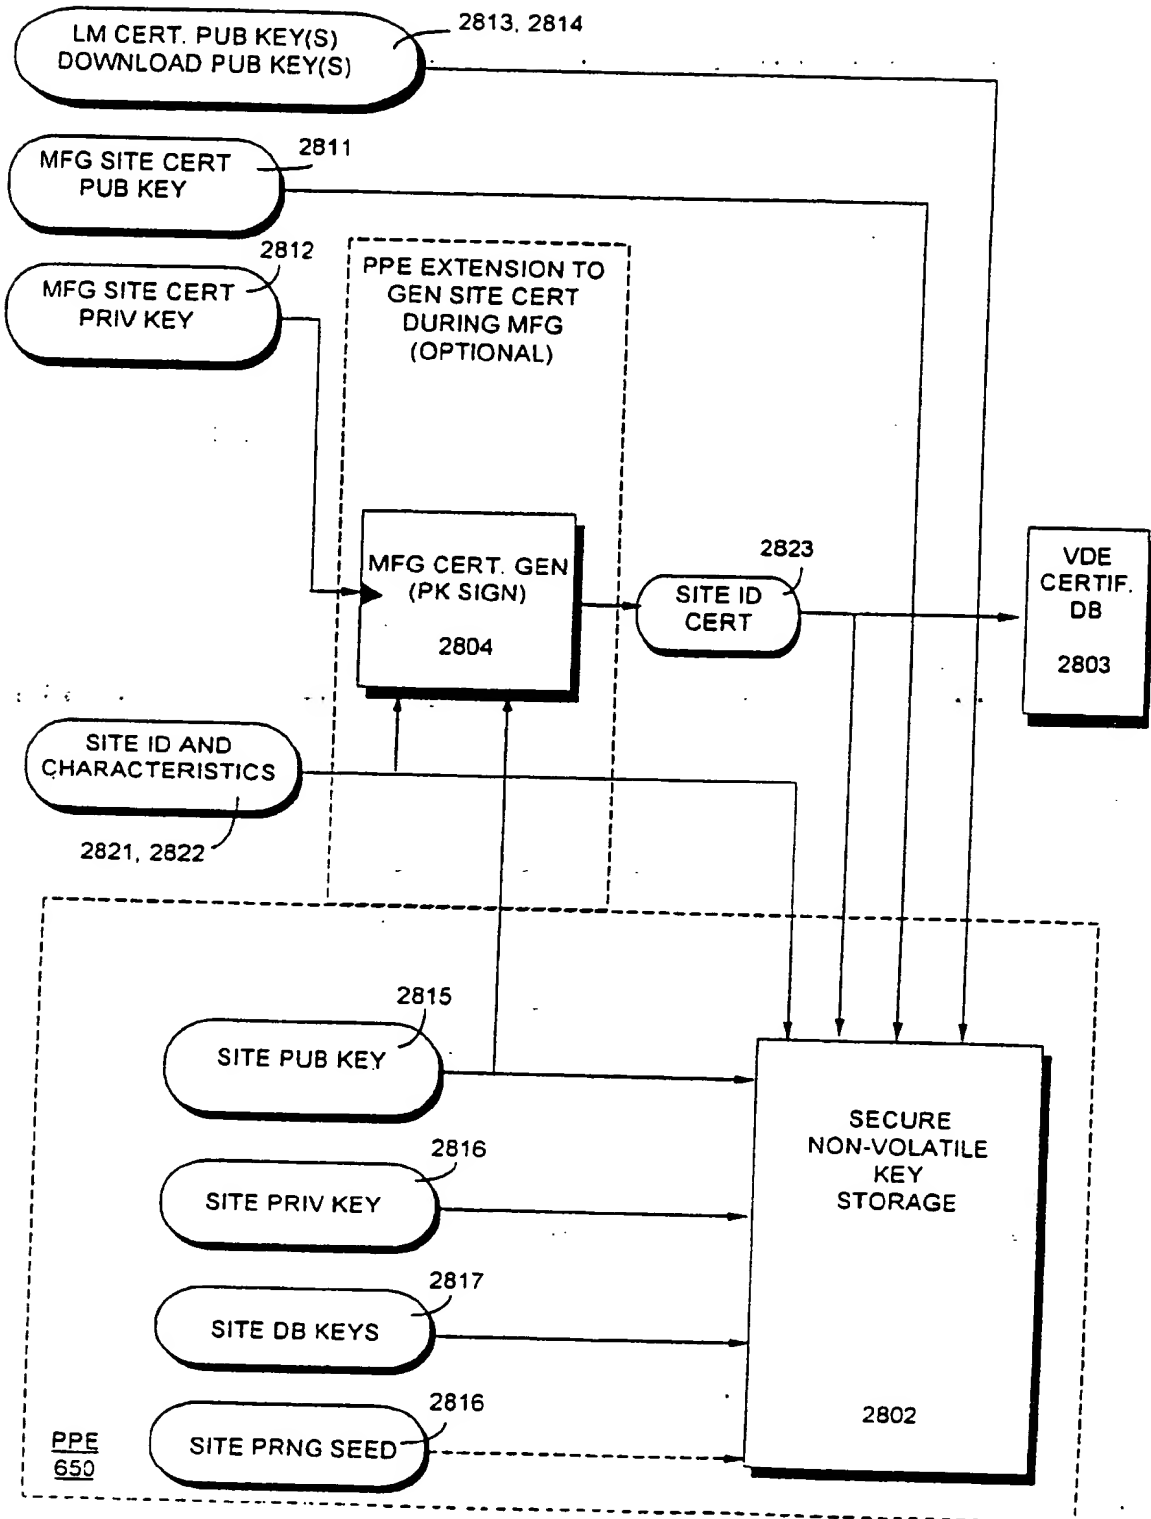 LM CERT. PUB KEY(S)
DOWNLOAD PUB KEY(S)
2813, 2814
MFG SITE CERT
PUB KEY
2811
MFG SITE CERT
PRIV KEY
2812
PPE EXTENSION TO
GEN SITE CERT
DURING MFG
(OPTIONAL)
MFG CERT. GEN
(PK SIGN)
2804
2823
SITE ID
CERT
VDE
CERTIF.
DB
2803
SITE ID AND
CHARACTERISTICS
2821, 2822
SITE PUB KEY
2815
SITE PRIV KEY
2816
SITE DB KEYS
2817
SITE PRNG SEED
2816
SECURE
NON-VOLATILE
KEY
STORAGE
2802
PPE
650